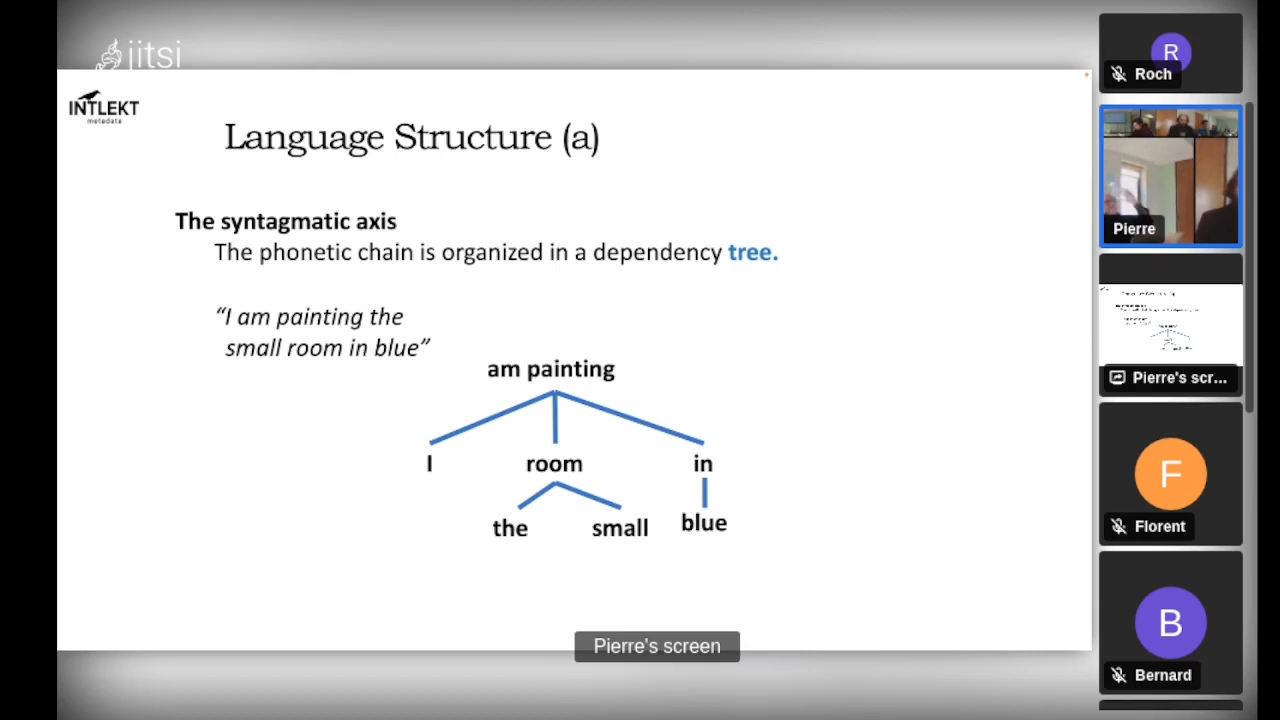 jitsi
INTLEKT
metadata
Language Structure (a)
The syntagmatic axis
The phonetic chain is organized in a dependency tree.
“I am painting the
small room in blue”
am painting
I room in
the small blue
Pierre's screen
R
Roch
Pierre
Pierre's scr...
F
Florent
B
Bernard